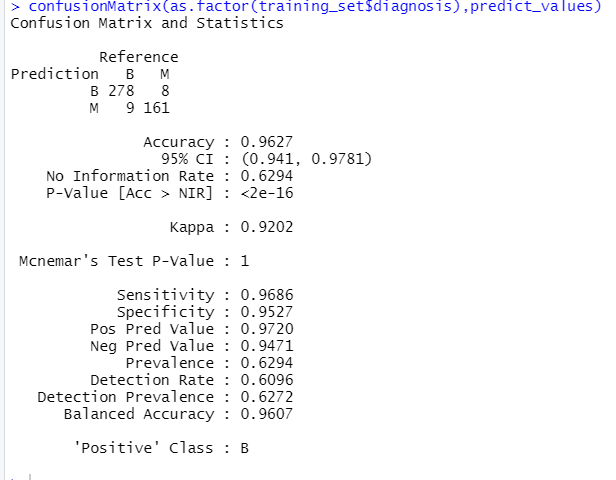 > confusionMatrix(as.factor(training_set$diagnosis),predict_values)
Confusion Matrix and Statistics
Reference
Prediction B M
B 278 8
M 9 161
Accuracy : 0.9627
95% CI : (0.941, 0.9781)
No Information Rate : 0.6294
P-Value [Acc > NIR] : <2e-16
Kappa : 0.9202
Mcnemar's Test P-Value : 1
Sensitivity : 0.9686
Specificity : 0.9527
Pos Pred Value : 0.9720
Neg Pred Value : 0.9471
Prevalence : 0.6294
Detection Rate : 0.6096
Detection Prevalence : 0.6272
Balanced Accuracy : 0.9607
'Positive' Class : B